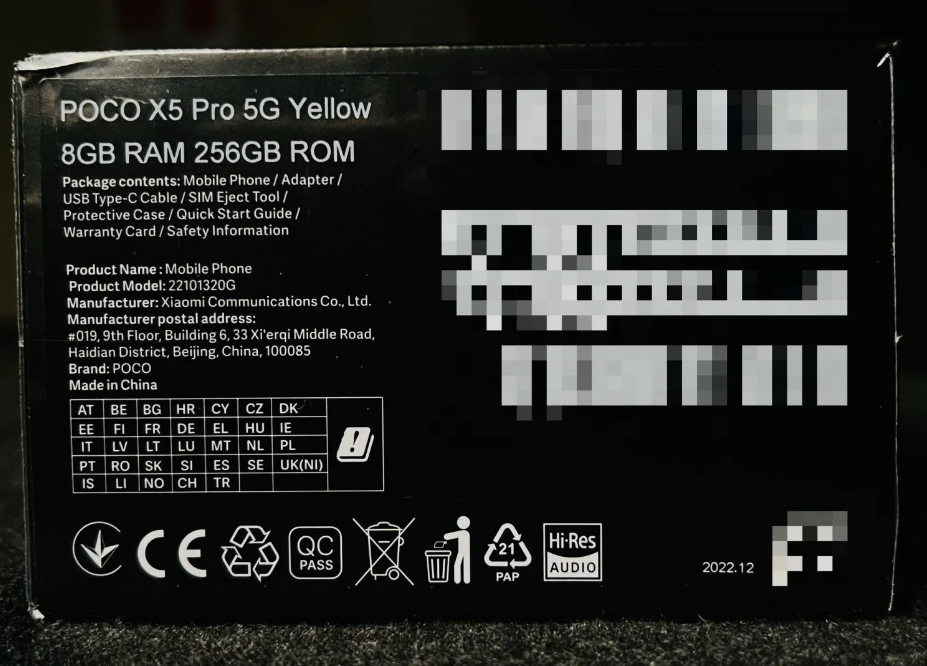 POCO X5 Pro 5G Yellow
8GB RAM 256GB ROM
Package contents: Mobile Phone / Adapter /
USB Type-C Cable / SIM Eject Tool /
Protective Case / Quick Start Guide /
Warranty Card / Safety Information
Product Name : Mobile Phone
Product Model: 22101320G
Manufacturer: Xiaomi Communications Co., Ltd.
Manufacturer postal address:
#019, 9th Floor, Building 6, 33 Xi'erqi Middle Road,
Haidian District, Beijing, China, 100085
Brand: POCO
Made in China
AT BE BG HR CY CZ DK
EE FI FR DE EL HU IE
IT LV LT LU MT NL PL
PT RO SK SI ES SE UK(NI)
IS LI NO CH TR
CE
QC
PASS
21
PAP
Hi-Res
AUDIO
2022.12